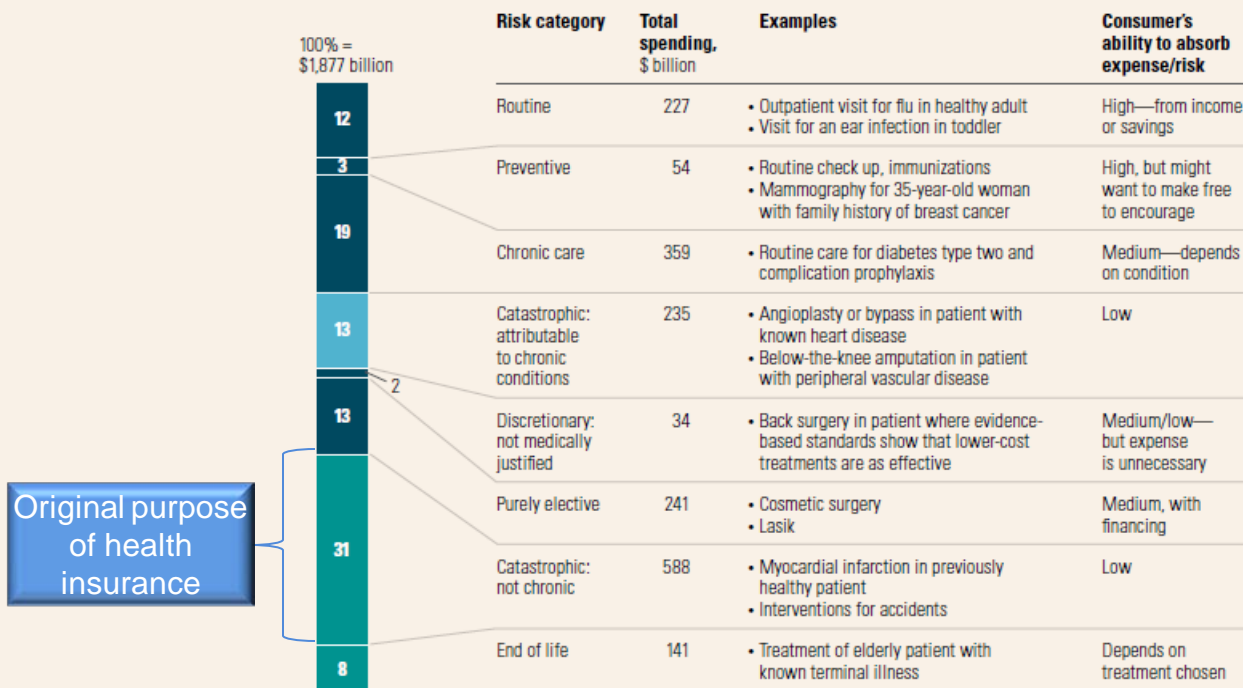 100% =
$1,877 billion
Risk category
Total
spending,
$ billion
Examples
Consumer's
ability to absorb
expense/risk
12
Routine
227
• Outpatient visit for flu in healthy adult
• Visit for an ear infection in toddler
High—from income
or savings
3
Preventive
54
• Routine check up, immunizations
• Mammography for 35-year-old woman
with family history of breast cancer
High, but might
want to make free
to encourage
19
Chronic care
359
• Routine care for diabetes type two and
complication prophylaxis
Medium—depends
on condition
13
Catastrophic:
attributable
to chronic
conditions
235
• Angioplasty or bypass in patient with
known heart disease
• Below-the-knee amputation in patient
with peripheral vascular disease
Low
2
Discretionary:
not medically
justified
34
• Back surgery in patient where evidence-
based standards show that lower-cost
treatments are as effective
Medium/low—
but expense
is unnecessary
13
Purely elective
241
• Cosmetic surgery
• Lasik
Medium, with
financing
Original purpose
of health
insurance
31
Catastrophic:
not chronic
588
• Myocardial infarction in previously
healthy patient
• Interventions for accidents
Low
8
End of life
141
• Treatment of elderly patient with
known terminal illness
Depends on
treatment chosen